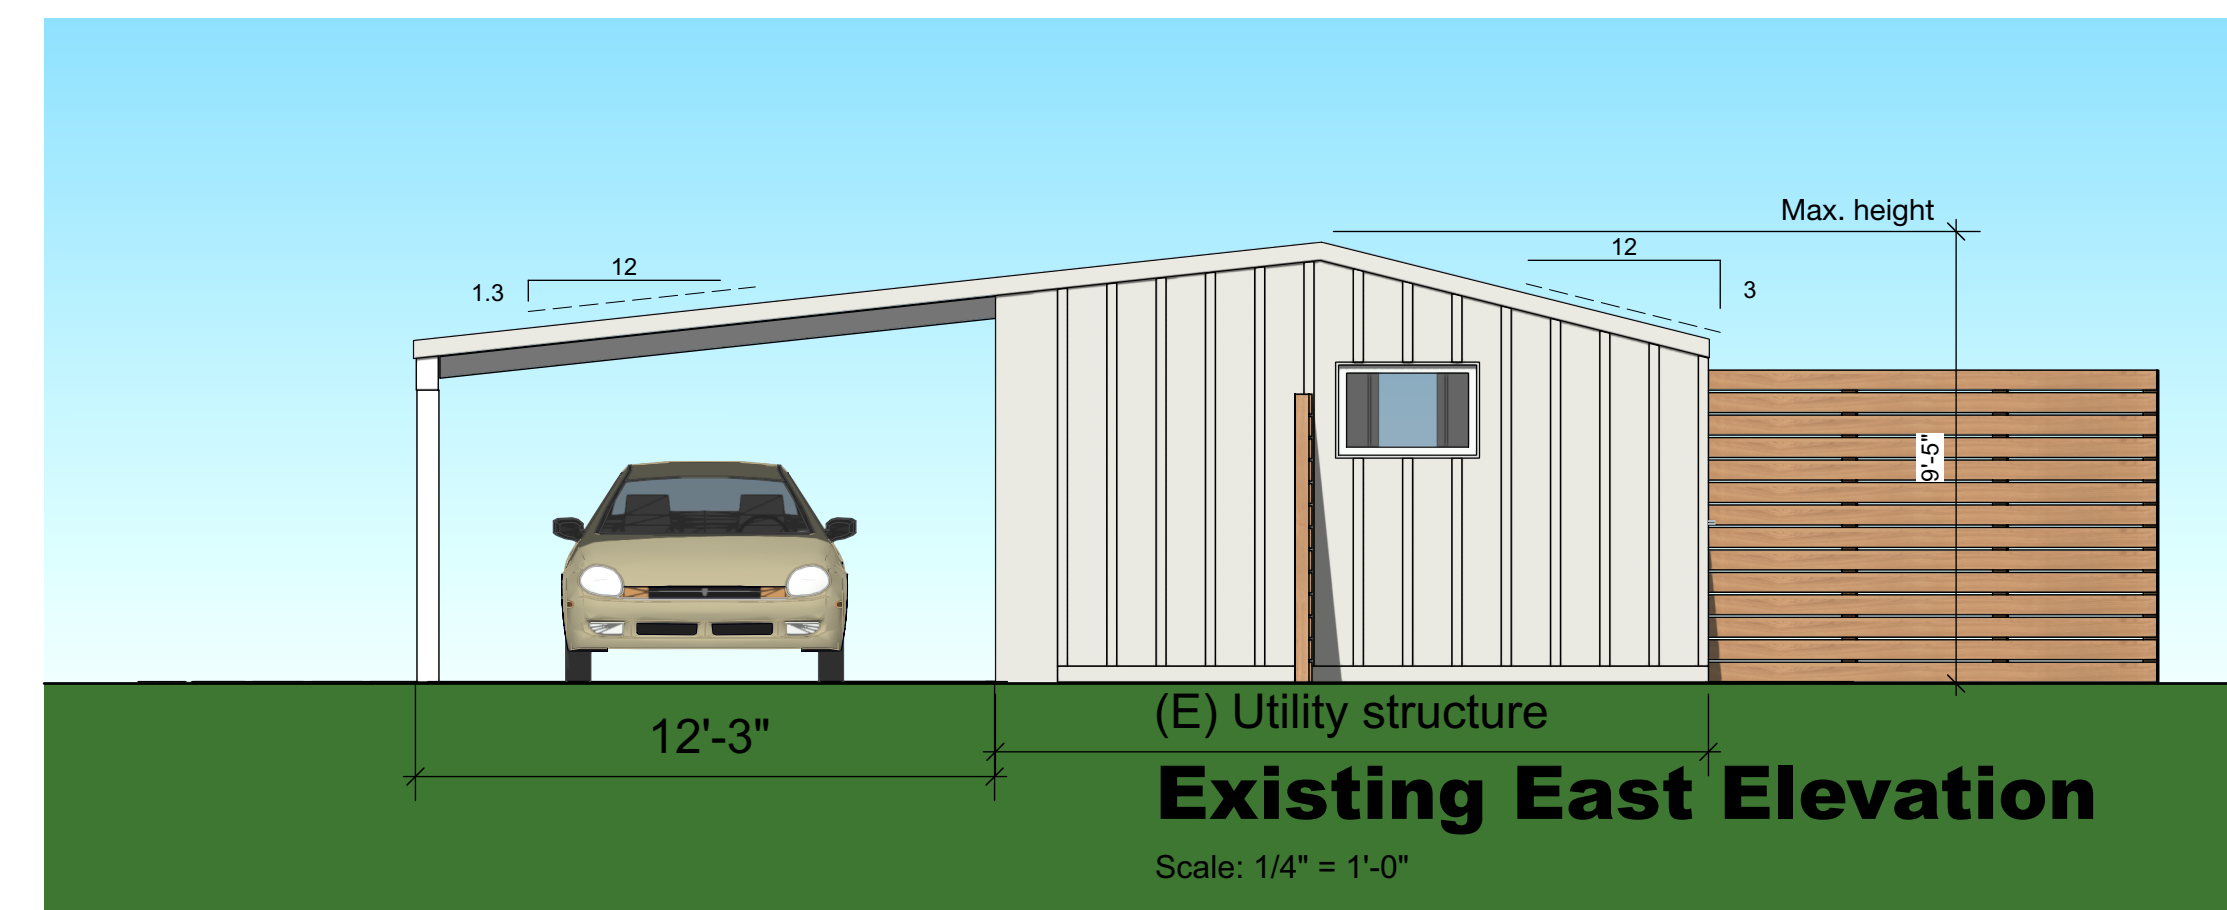 Max. height
12
12
1.3
3
9'-5"
(E) Utility structure
12'-3"
Existing East Elevation
Scale: 1/4" = 1'-0"